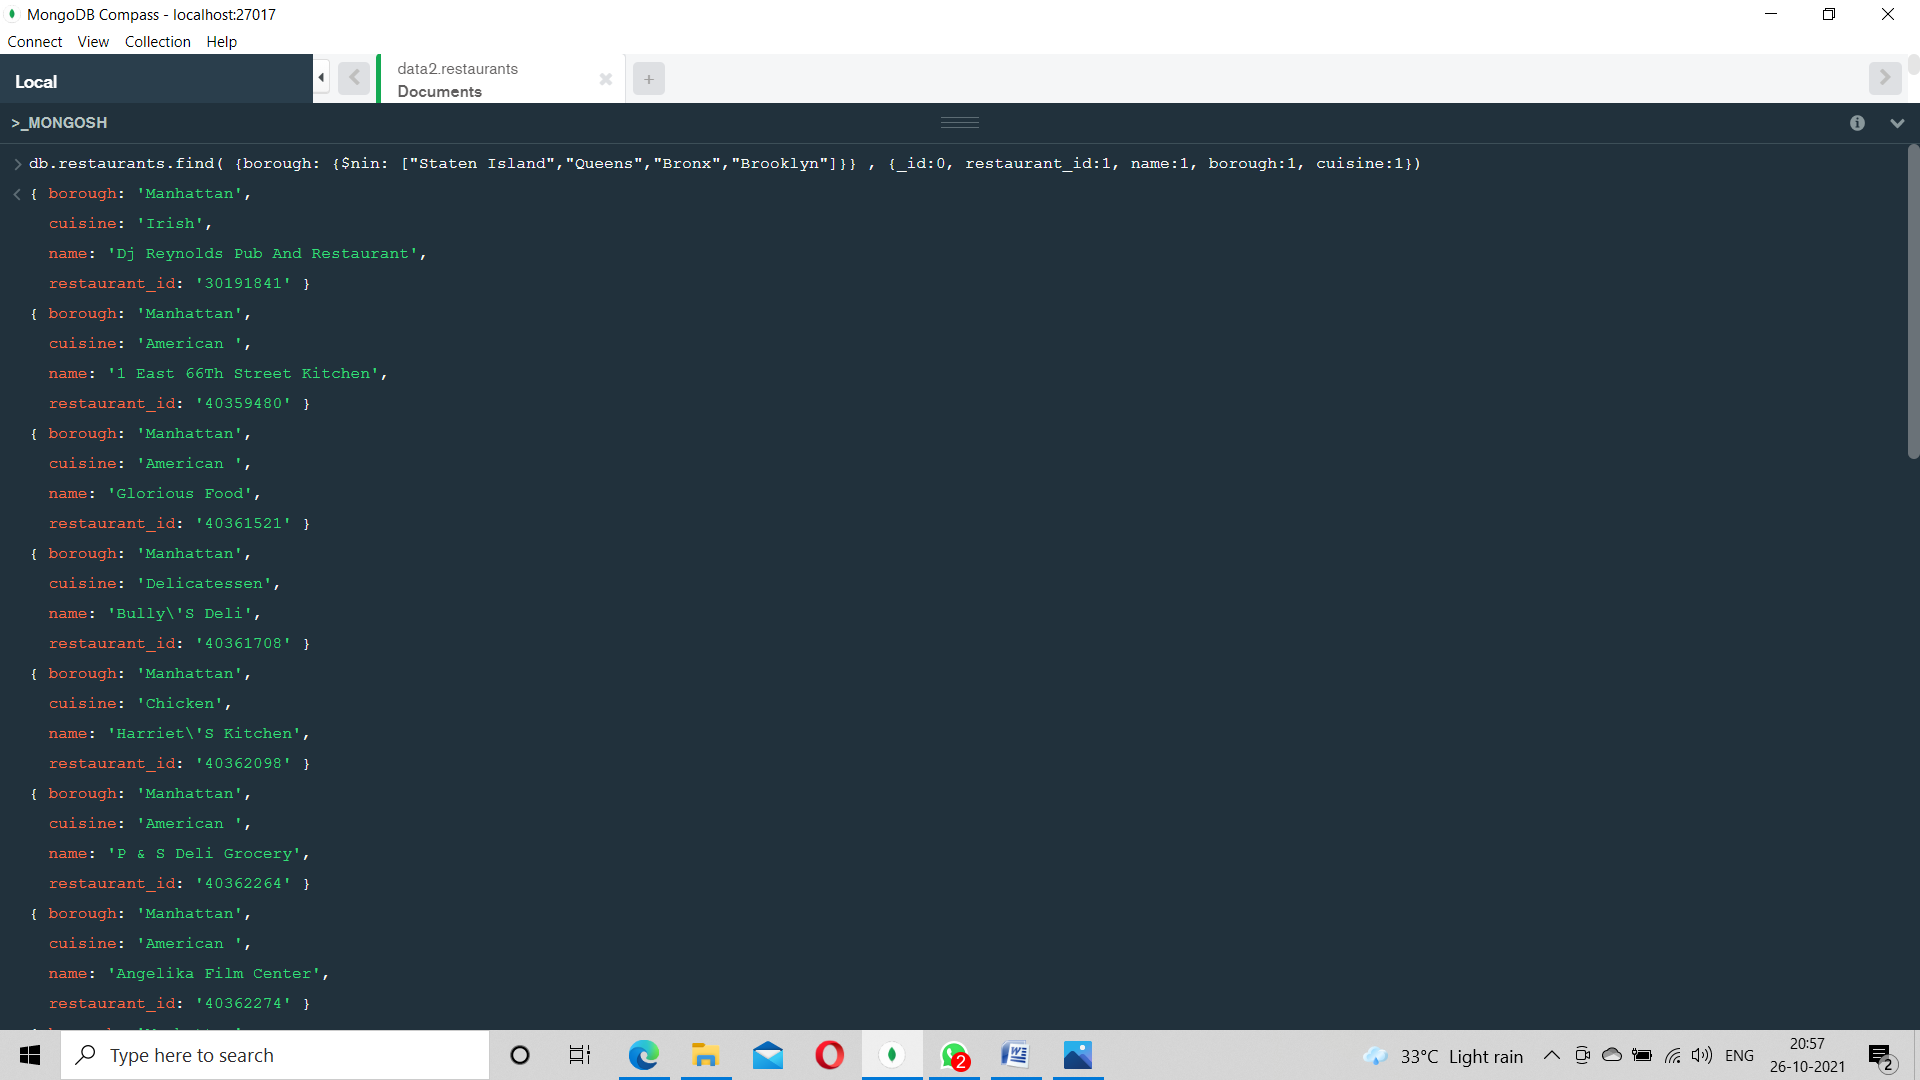 MongoDB Compass - localhost:27017
Connect View Collection Help
Local
data2.restaurants
Documents
>_MONGOSH
db.restaurants.find( {borough: {$nin: ["Staten Island","Queens","Bronx","Brooklyn"]}} , {_id:0, restaurant_id:1, name:1, borough:1, cuisine:1})
{ borough: 'Manhattan',
cuisine: 'Irish',
name: 'Dj Reynolds Pub And Restaurant',
restaurant_id: '30191841' }
{ borough: 'Manhattan',
cuisine: 'American ',
name: '1 East 66Th Street Kitchen',
restaurant_id: '40359480' }
{ borough: 'Manhattan',
cuisine: 'American ',
name: 'Glorious Food',
restaurant_id: '40361521' }
{ borough: 'Manhattan',
cuisine: 'Delicatessen',
name: 'Bully\'S Deli',
restaurant_id: '40361708' }
{ borough: 'Manhattan',
cuisine: 'Chicken',
name: 'Harriet\'S Kitchen',
restaurant_id: '40362098' }
{ borough: 'Manhattan',
cuisine: 'American ',
name: 'P & S Deli Grocery',
restaurant_id: '40362264' }
{ borough: 'Manhattan',
cuisine: 'American ',
name: 'Angelika Film Center',
restaurant_id: '40362274' }
Type here to search
2
33°C Light rain
ENG
20:57
26-10-2021
2